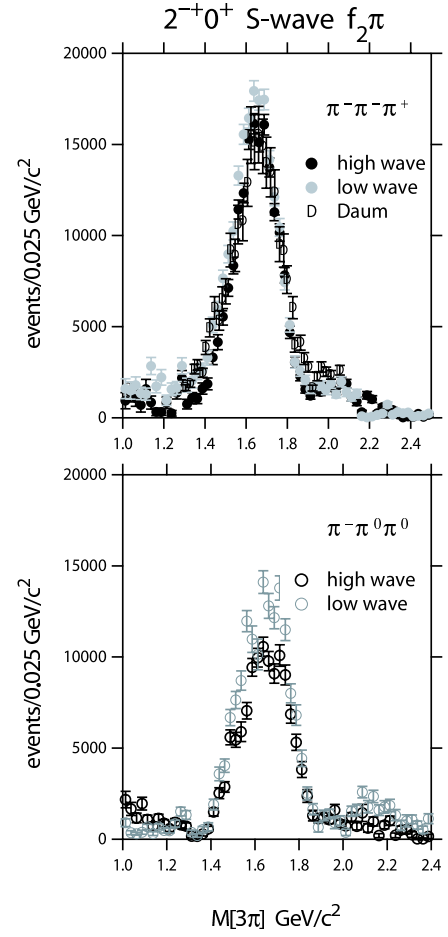 2⁻⁺0⁺ S-wave f₂π
20000
15000
10000
5000
0
events/0.025 GeV/c²
π⁻π⁻π⁺
high wave
low wave
D Daum
1.0 1.2 1.4 1.6 1.8 2.0 2.2 2.4
20000
15000
10000
5000
0
events/0.025 GeV/c²
π⁻π⁰π⁰
high wave
low wave
1.0 1.2 1.4 1.6 1.8 2.0 2.2 2.4
M[3π] GeV/c²